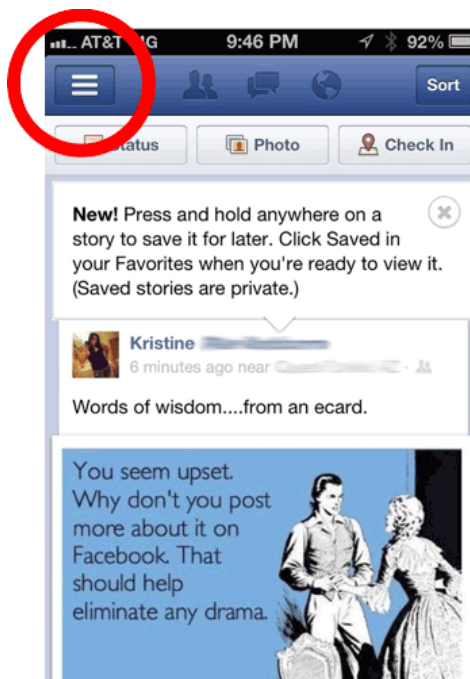 AT&T 4G 9:46 PM 92%
Sort
Status Photo Check In
New! Press and hold anywhere on a
story to save it for later. Click Saved in
your Favorites when you're ready to view it.
(Saved stories are private.)
Kristine
6 minutes ago near
Words of wisdom....from an ecard.
You seem upset.
Why don't you post
more about it on
Facebook. That
should help
eliminate any drama.